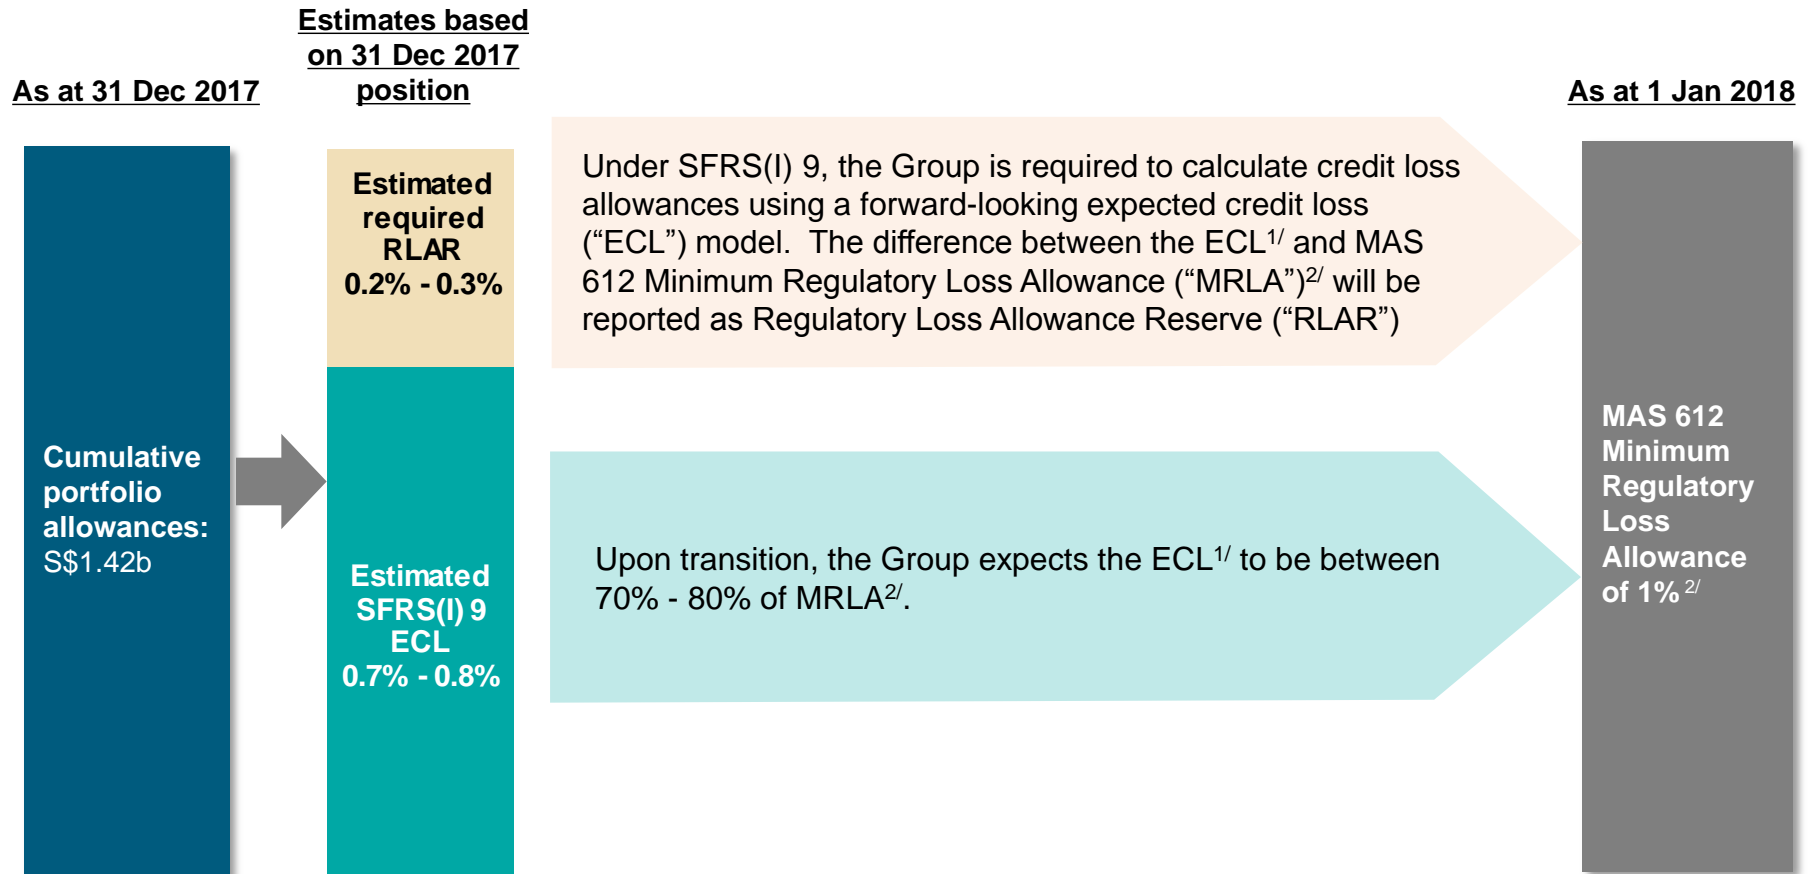 As at 31 Dec 2017
Estimates based
on 31 Dec 2017
position
As at 1 Jan 2018
Cumulative
portfolio
allowances:
S$1.42b
Estimated
required
RLAR
0.2% - 0.3%
Estimated
SFRS(I) 9
ECL
0.7% - 0.8%
Under SFRS(I) 9, the Group is required to calculate credit loss
allowances using a forward-looking expected credit loss
(“ECL”) model.  The difference between the ECL1/ and MAS
612 Minimum Regulatory Loss Allowance (“MRLA”)2/ will be
reported as Regulatory Loss Allowance Reserve (“RLAR”)
Upon transition, the Group expects the ECL1/ to be between
70% - 80% of MRLA2/.
MAS 612
Minimum
Regulatory
Loss
Allowance
of 1% 2/